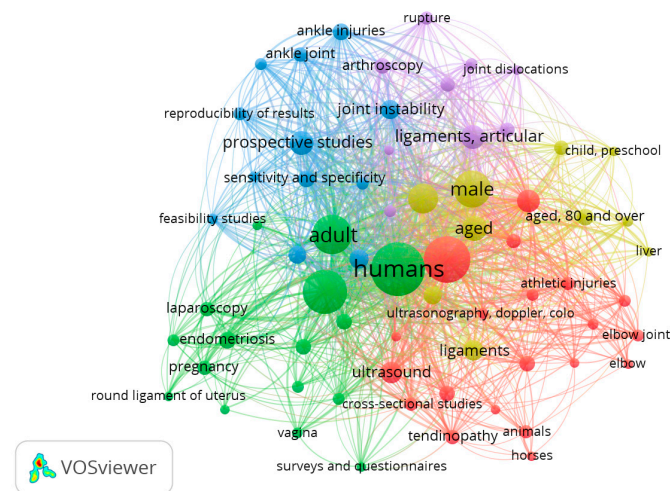 rupture
ankle injuries
ankle joint
arthroscopy
joint dislocations
reproducibility of results
joint instability
prospective studies
ligaments, articular
child, preschool
sensitivity and specificity
male
feasibility studies
aged, 80 and over
adult
aged
liver
humans
athletic injuries
laparoscopy
ultrasonography, doppler, colo
endometriosis
elbow joint
ligaments
pregnancy
ultrasound
elbow
round ligament of uterus
cross-sectional studies
vagina
tendinopathy
animals
horses
surveys and questionnaires
VOSviewer